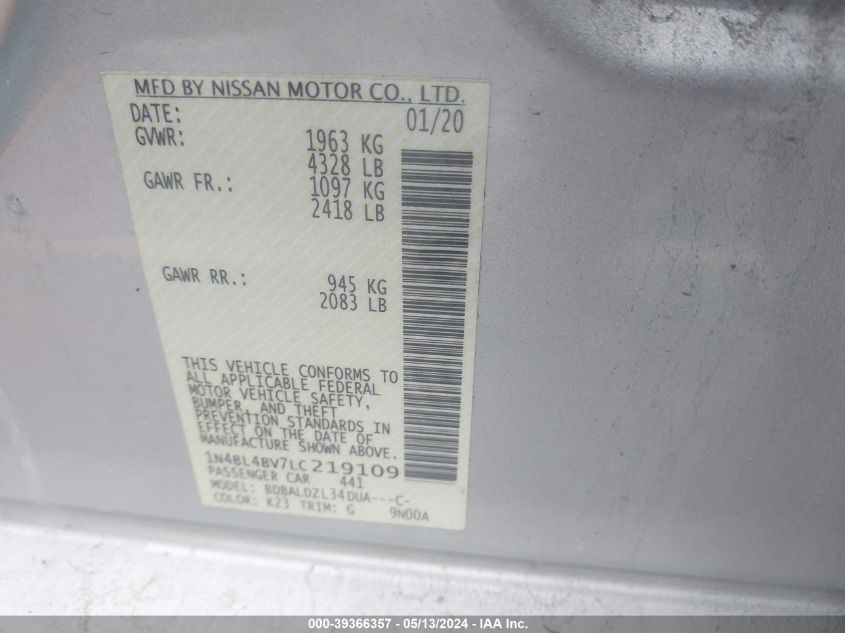 MFD BY NISSAN MOTOR CO., LTD.
DATE: 01/20
GVWR: 1963 KG
4328 LB
GAWR FR.: 1097 KG
2418 LB
GAWR RR.: 945 KG
2083 LB
THIS VEHICLE CONFORMS TO
ALL APPLICABLE FEDERAL
MOTOR VEHICLE SAFETY,
BUMPER, AND THEFT
PREVENTION STANDARDS IN
EFFECT ON THE DATE OF
MANUFACTURE SHOWN ABOVE.
1N4BL4BV7LC219109
PASSENGER CAR 441
MODEL: BDBALDZL34DUA---C-
COLOR: K23 TRIM: G 9N00A
000-39366357 - 05/13/2024 - IAA Inc.